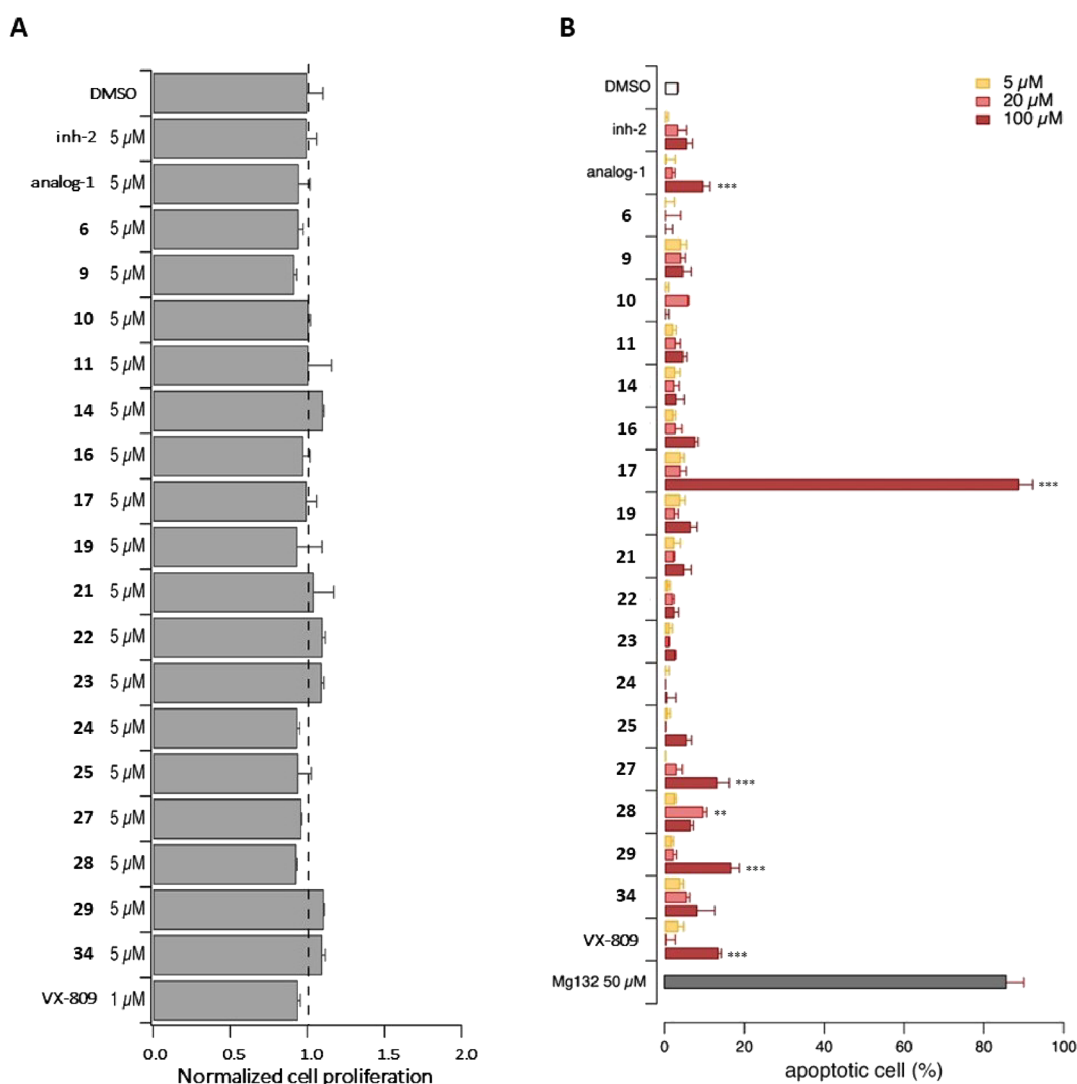 A
DMSO
inh-2 5 µM
analog-1 5 µM
6 5 µM
9 5 µM
10 5 µM
11 5 µM
14 5 µM
16 5 µM
17 5 µM
19 5 µM
21 5 µM
22 5 µM
23 5 µM
24 5 µM
25 5 µM
27 5 µM
28 5 µM
29 5 µM
34 5 µM
VX-809 1 µM
0.0 0.5 1.0 1.5 2.0
Normalized cell proliferation
B
5 µM
20 µM
100 µM
DMSO
inh-2
analog-1 ***
6
9
10
11
14
16
17 ***
19
21
22
23
24
25
27 ***
28 **
29 ***
34
VX-809 ***
Mg132 50 µM
0 20 40 60 80 100
apoptotic cell (%)